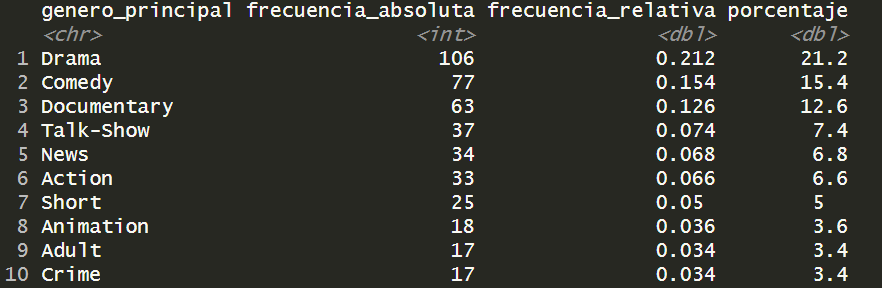 genero_principal frecuencia_absoluta frecuencia_relativa porcentaje
<chr> <int> <dbl> <dbl>
1 Drama 106 0.212 21.2
2 Comedy 77 0.154 15.4
3 Documentary 63 0.126 12.6
4 Talk-Show 37 0.074 7.4
5 News 34 0.068 6.8
6 Action 33 0.066 6.6
7 Short 25 0.05 5
8 Animation 18 0.036 3.6
9 Adult 17 0.034 3.4
10 Crime 17 0.034 3.4